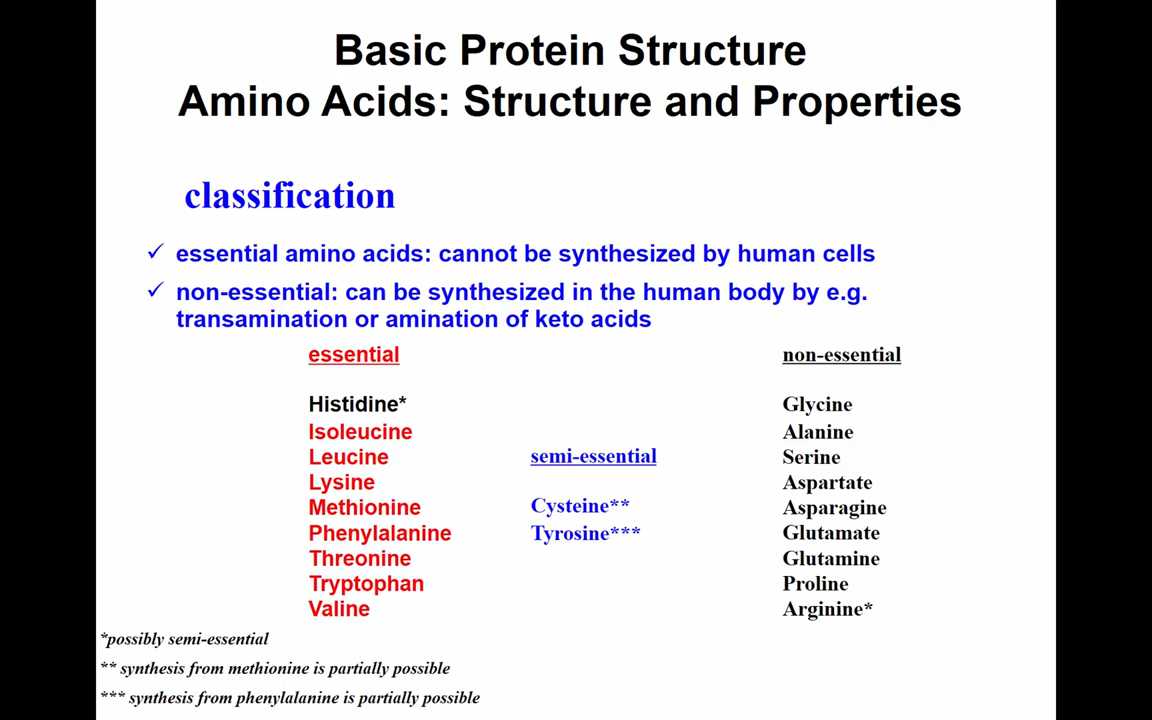 Basic Protein Structure
Amino Acids: Structure and Properties
classification
✓ essential amino acids: cannot be synthesized by human cells
✓ non-essential: can be synthesized in the human body by e.g.
transamination or amination of keto acids
essential
Histidine*
Isoleucine
Leucine
Lysine
Methionine
Phenylalanine
Threonine
Tryptophan
Valine
semi-essential
Cysteine**
Tyrosine***
non-essential
Glycine
Alanine
Serine
Aspartate
Asparagine
Glutamate
Glutamine
Proline
Arginine*
*possibly semi-essential
** synthesis from methionine is partially possible
*** synthesis from phenylalanine is partially possible